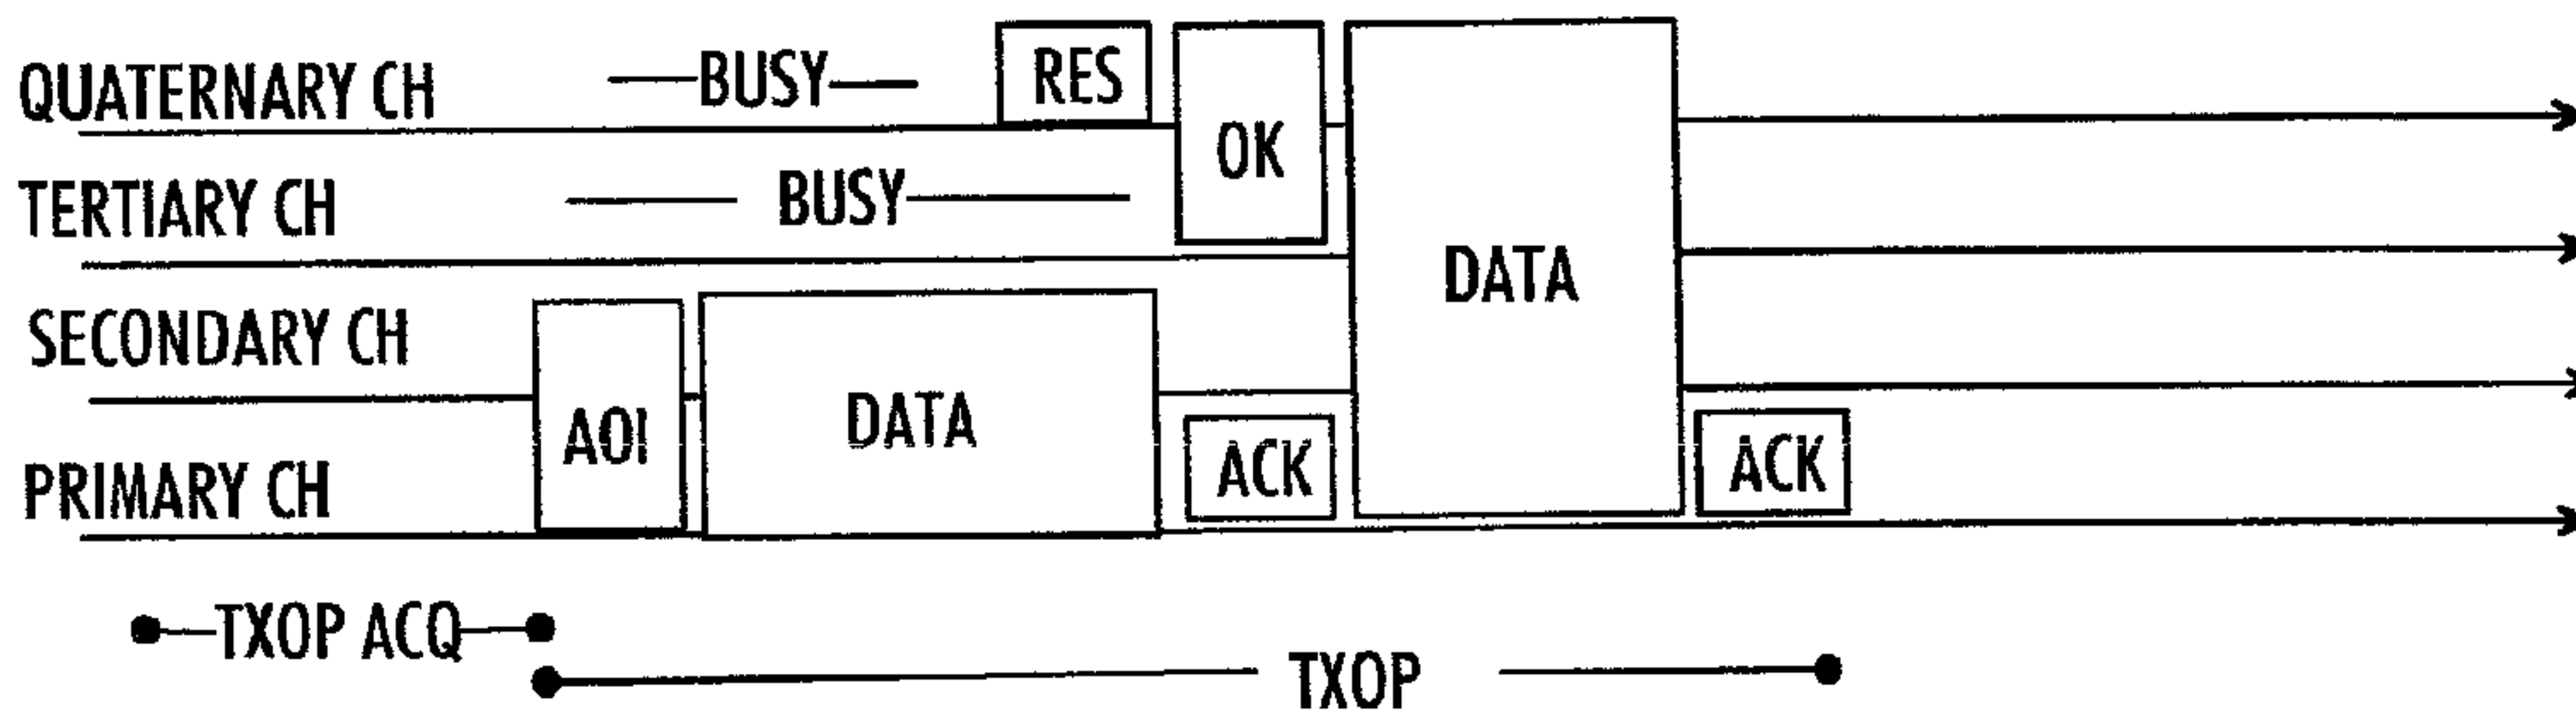 QUATERNARY CH
BUSY
RES
OK
TERTIARY CH
BUSY
DATA
SECONDARY CH
AOI
DATA
PRIMARY CH
ACK
ACK
TXOP ACQ
TXOP